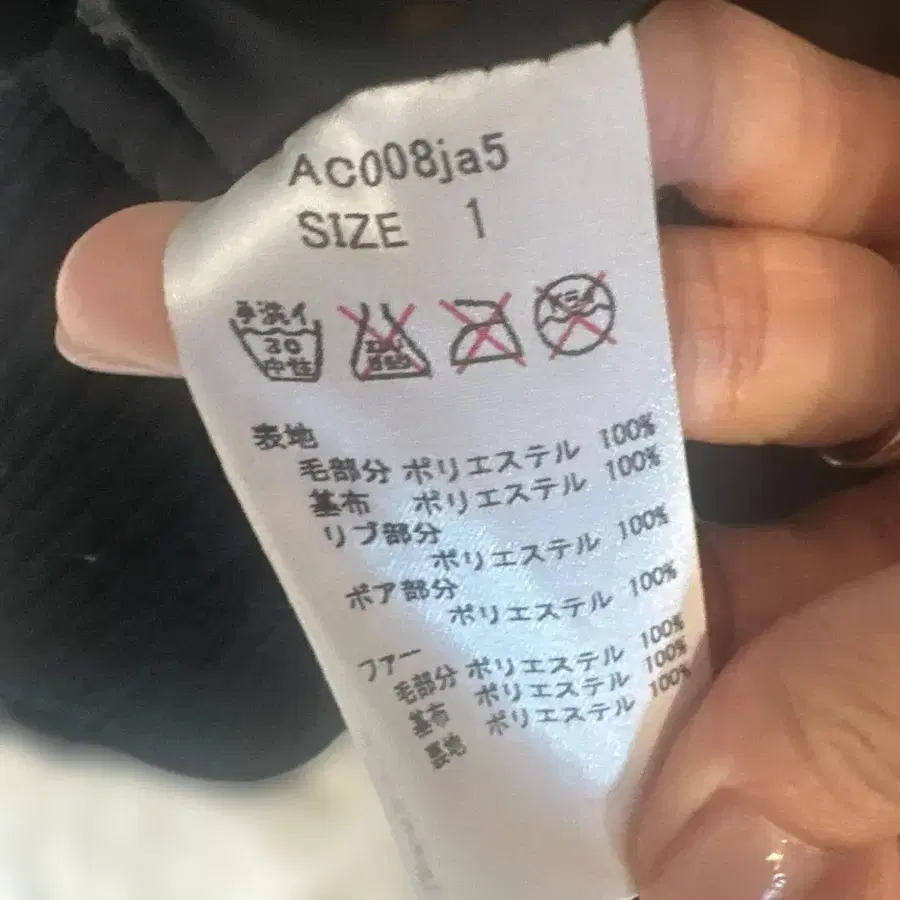 Ac008ja5
SIZE 1
手洗イ
30
中性
ドライ
表地
毛部分 ポリエステル 100%
基布 ポリエステル 100%
リブ部分
ポリエステル 100%
ボア部分
ポリエステル 100%
ファー
毛部分 ポリエステル 100%
基布 ポリエステル 100%
裏地 ポリエステル 100%